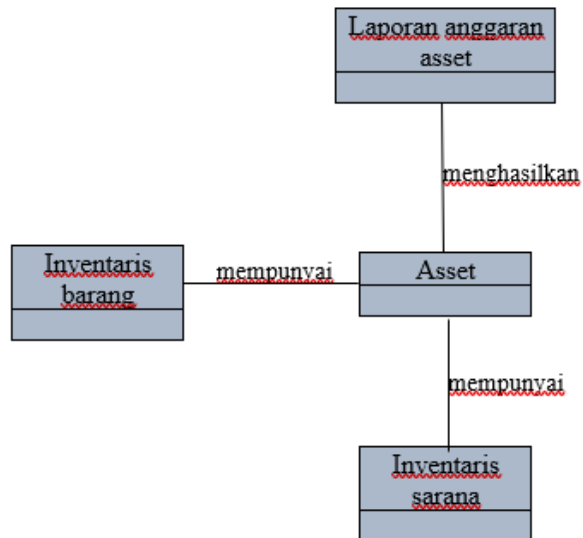 Laporan anggaran
asset
menghasilkan
Inventaris
barang
mempunyai
Asset
mempunyai
Inventaris
sarana